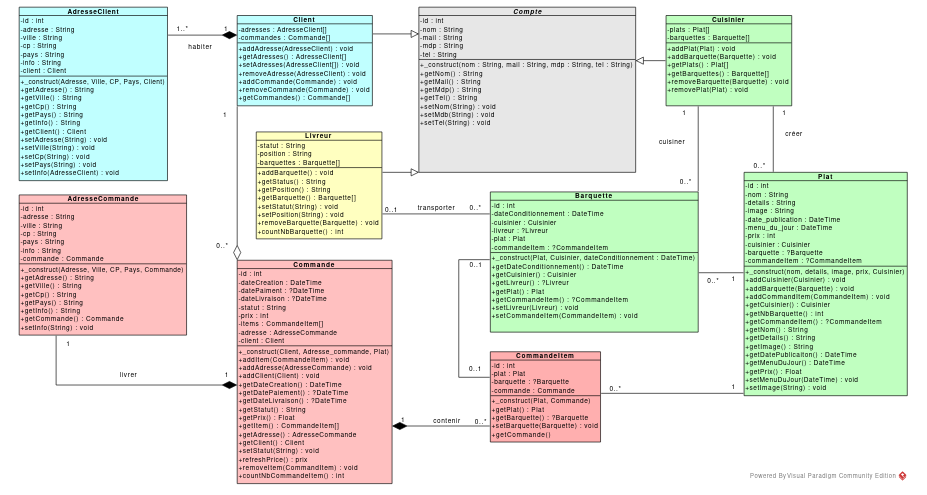 AdresseClient
-id : int
-adresse : String
-ville : String
-cp : String
-pays : String
-info : String
-client : Client
+_construct(Adresse, Ville, CP, Pays, Client)
+getAdresse() : String
+getVille() : String
+getCp() : String
+getPays() : String
+getInfo() : String
+getClient() : Client
+setAdresse(String) : void
+setVille(String) : void
+setCp(String) : void
+setPays(String) : void
+setInfo(AdresseClient) : void
1..*
1
habiter
Client
-adresses : AdresseClient[]
-commandes : Commande[]
+addAdresse(AdresseClient) : void
+getAdresses() : AdresseClient[]
+setAdresses(AdresseClient[]) : void
+removeAdresse(AdresseClient) : void
+addCommande(Commande) : void
+removeCommande(Commande) : void
+getCommandes() : Commande[]
1
0..*
Compte
-id : int
-nom : String
-mail : String
-mdp : String
-tel : String
+_construct(nom : String, mail : String, mdp : String, tel : String)
+getNom() : String
+getMail() : String
+getMdp() : String
+getTel() : String
+setNom(String) : void
+setMdb(String) : void
+setTel(String) : void
Cuisinier
-plats : Plat[]
-barquettes : Barquette[]
+addPlat(Plat) : void
+addBarquette(Barquette) : void
+getPlats() : Plat[]
+getBarquettes() : Barquette[]
+removeBarquette(Barquette) : void
+removePlat(Plat) : void
1
1
cuisiner
créer
0..*
0..*
Livreur
-statut : String
-position : String
-barquettes : Barquette[]
+addBarquette() : void
+getStatus() : String
+getPosition() : String
+getBarquette() : Barquette[]
+setStatut(String) : void
+setPosition(String) : void
+removeBarquette(Barquette) : void
+countNbBarquette() : int
0..1
transporter
0..*
AdresseCommande
-id : int
-adresse : String
-ville : String
-cp : String
-pays : String
-info : String
-commande : Commande
+_construct(Adresse, Ville, CP, Pays, Commande)
+getAdresse() : String
+getVille() : String
+getCp() : String
+getPays() : String
+getInfo() : String
+getCommande() : Commande
+setInfo(String) : void
1
livrer
1
Barquette
-id : int
-dateConditionnement : DateTime
-cuisinier : Cuisinier
-livreur : ?Livreur
-plat : Plat
-commandeItem : ?CommandeItem
+_construct(Plat, Cuisinier, dateConditionnement : DateTime)
+getDateConditionnement() : DateTime
+getCuisinier() : Cuisinier
+getLivreur() : ?Livreur
+getPlat() : Plat
+getCommandeItem() : ?CommandeItem
+setLivreur(Livreur) : void
+setCommandeItem(CommandeItem) : void
0..1
0..1
0..*
1
Plat
-id : int
-nom : String
-details : String
-image : String
-date_publication : DateTime
-menu_du_jour : DateTime
-prix : int
-cuisinier : Cuisinier
-barquette : ?Barquette
-commandeItem : ?CommandeItem
+_construct(nom, details, image, prix, Cuisinier)
+addCuisinier(Cuisinier) : void
+addBarquette(Barquette) : void
+addCommandItem(CommandeItem) : void
+getCuisinier() : Cuisinier
+getNbBarquette() : int
+getCommandeItem() : ?CommandeItem
+getNom() : String
+getDetails() : String
+getImage() : String
+getDatePublicaiton() : DateTime
+getMenuDuJour() : DateTime
+getPrix() : Float
+setMenuDuJour(DateTime) : void
+setImage(String) : void
Commande
-id : int
-dateCreation : DateTime
-datePaiment : ?DateTime
-dateLivraison : ?DateTime
-statut : String
-prix : int
-items : CommandeItem[]
-adresse : AdresseCommande
-client : Client
+_construct(Client, Adresse_commande, Plat)
+addItem(CommandeItem) : void
+addAdresse(AdresseCommande) : void
+addClient(Client) : void
+getDateCreation() : DateTime
+getDatePaiement() : ?DateTime
+getDateLivraison() : ?DateTime
+getStatut() : String
+getPrix() : Float
+getItem() : CommandeItem[]
+getAdresse() : AdresseCommande
+getClient() : Client
+setStatut(String) : void
+refreshPrice() : prix
+removeItem(CommandItem) : void
+countNbCommandeItem() : int
1
contenir
0..*
CommandeItem
-id : int
-plat : Plat
-barquette : ?Barquette
-commande : Commande
+_construct(Plat, Commande)
+getPlat() : Plat
+getBarquette() : ?Barquette
+setBarquette(Barquette) : void
+getCommande()
0..*
1
Powered By Visual Paradigm Community Edition